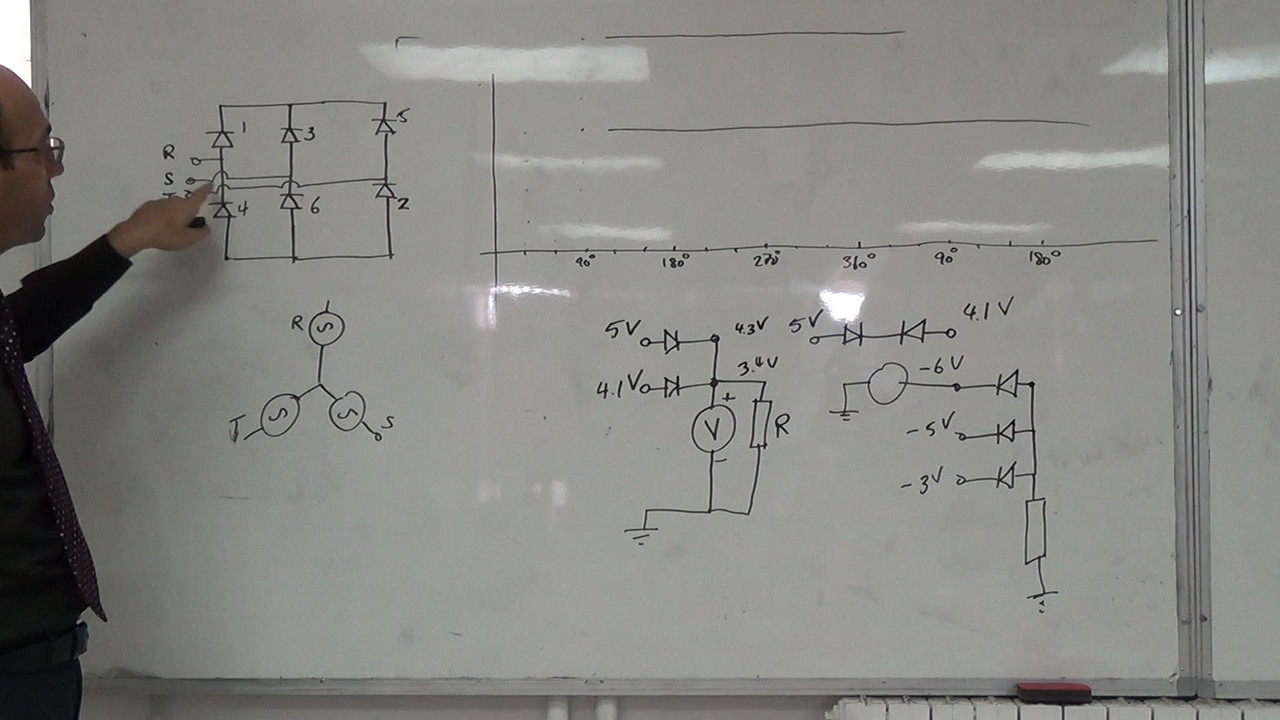 1 3 5
R
S
4 6 2
90° 180° 270° 360° 90° 180°
R
T S
5V 4.3V
4.1V 3.4V
+
V R
-
5V 4.1V
-6V
-5V
-3V